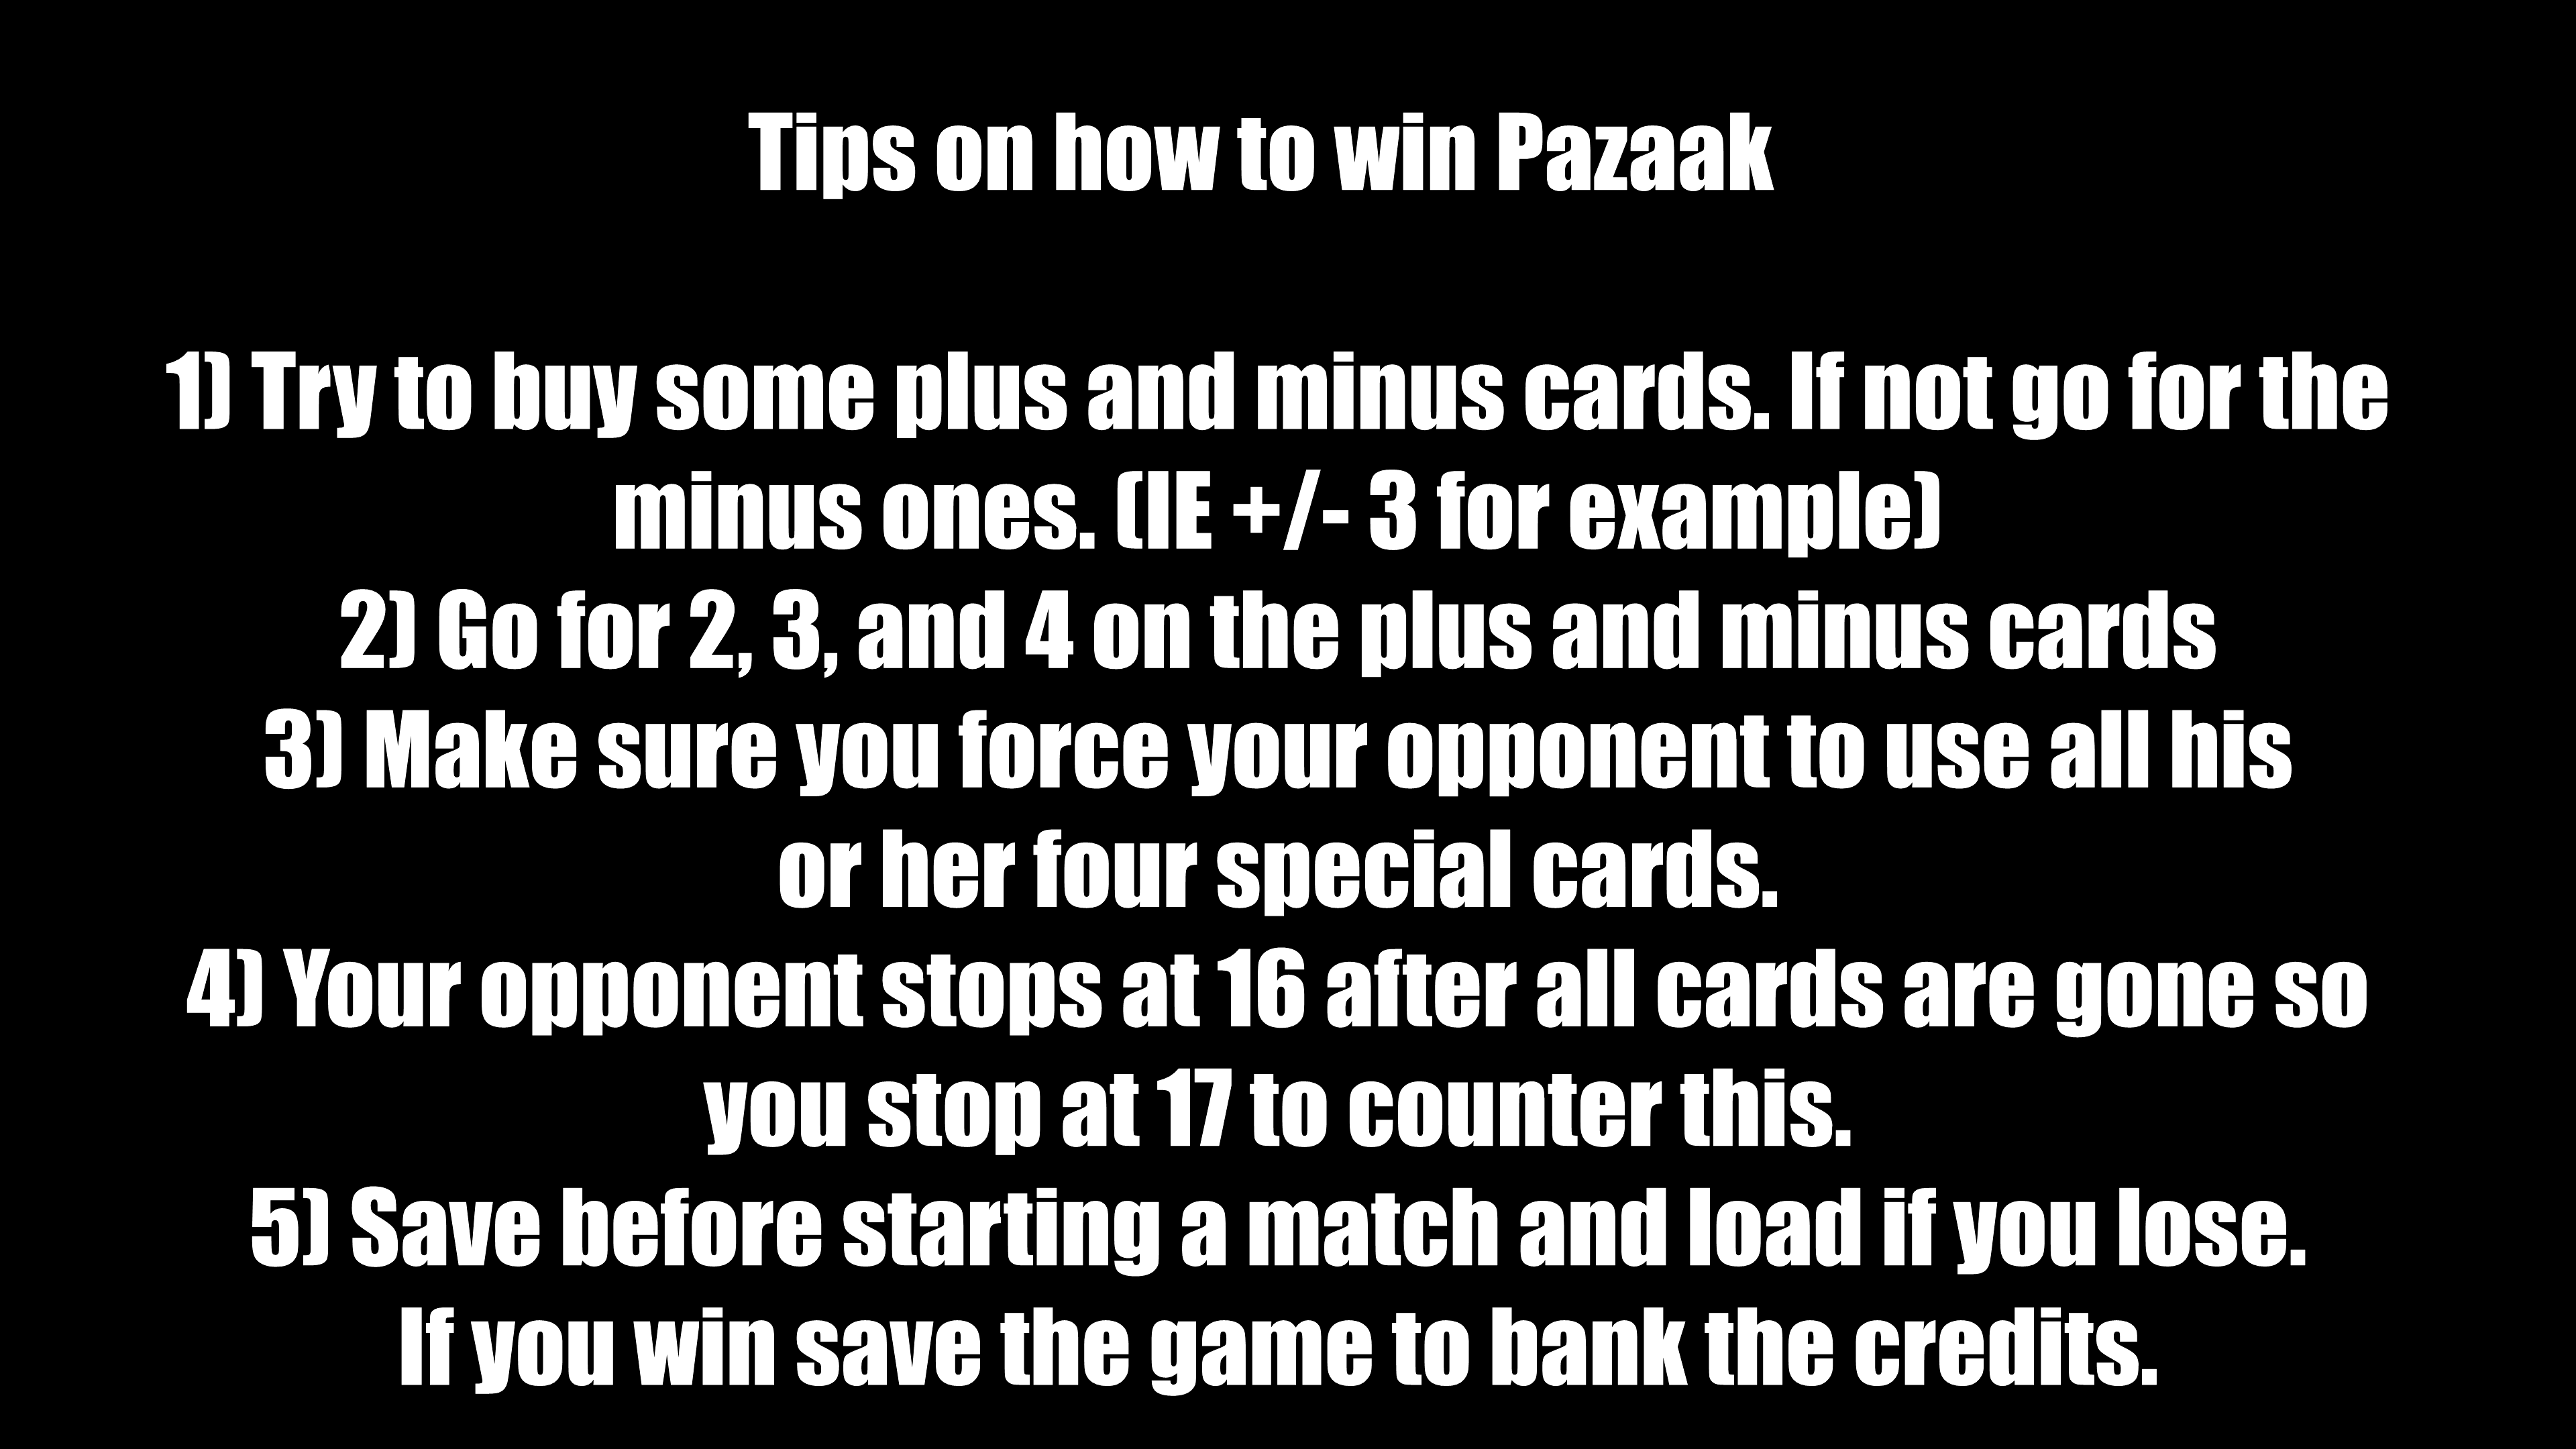 Tips on how to win Pazaak
1) Try to buy some plus and minus cards. If not go for the
minus ones. (IE +/- 3 for example)
2) Go for 2, 3, and 4 on the plus and minus cards
3) Make sure you force your opponent to use all his
or her four special cards.
4) Your opponent stops at 16 after all cards are gone so
you stop at 17 to counter this.
5) Save before starting a match and load if you lose.
If you win save the game to bank the credits.